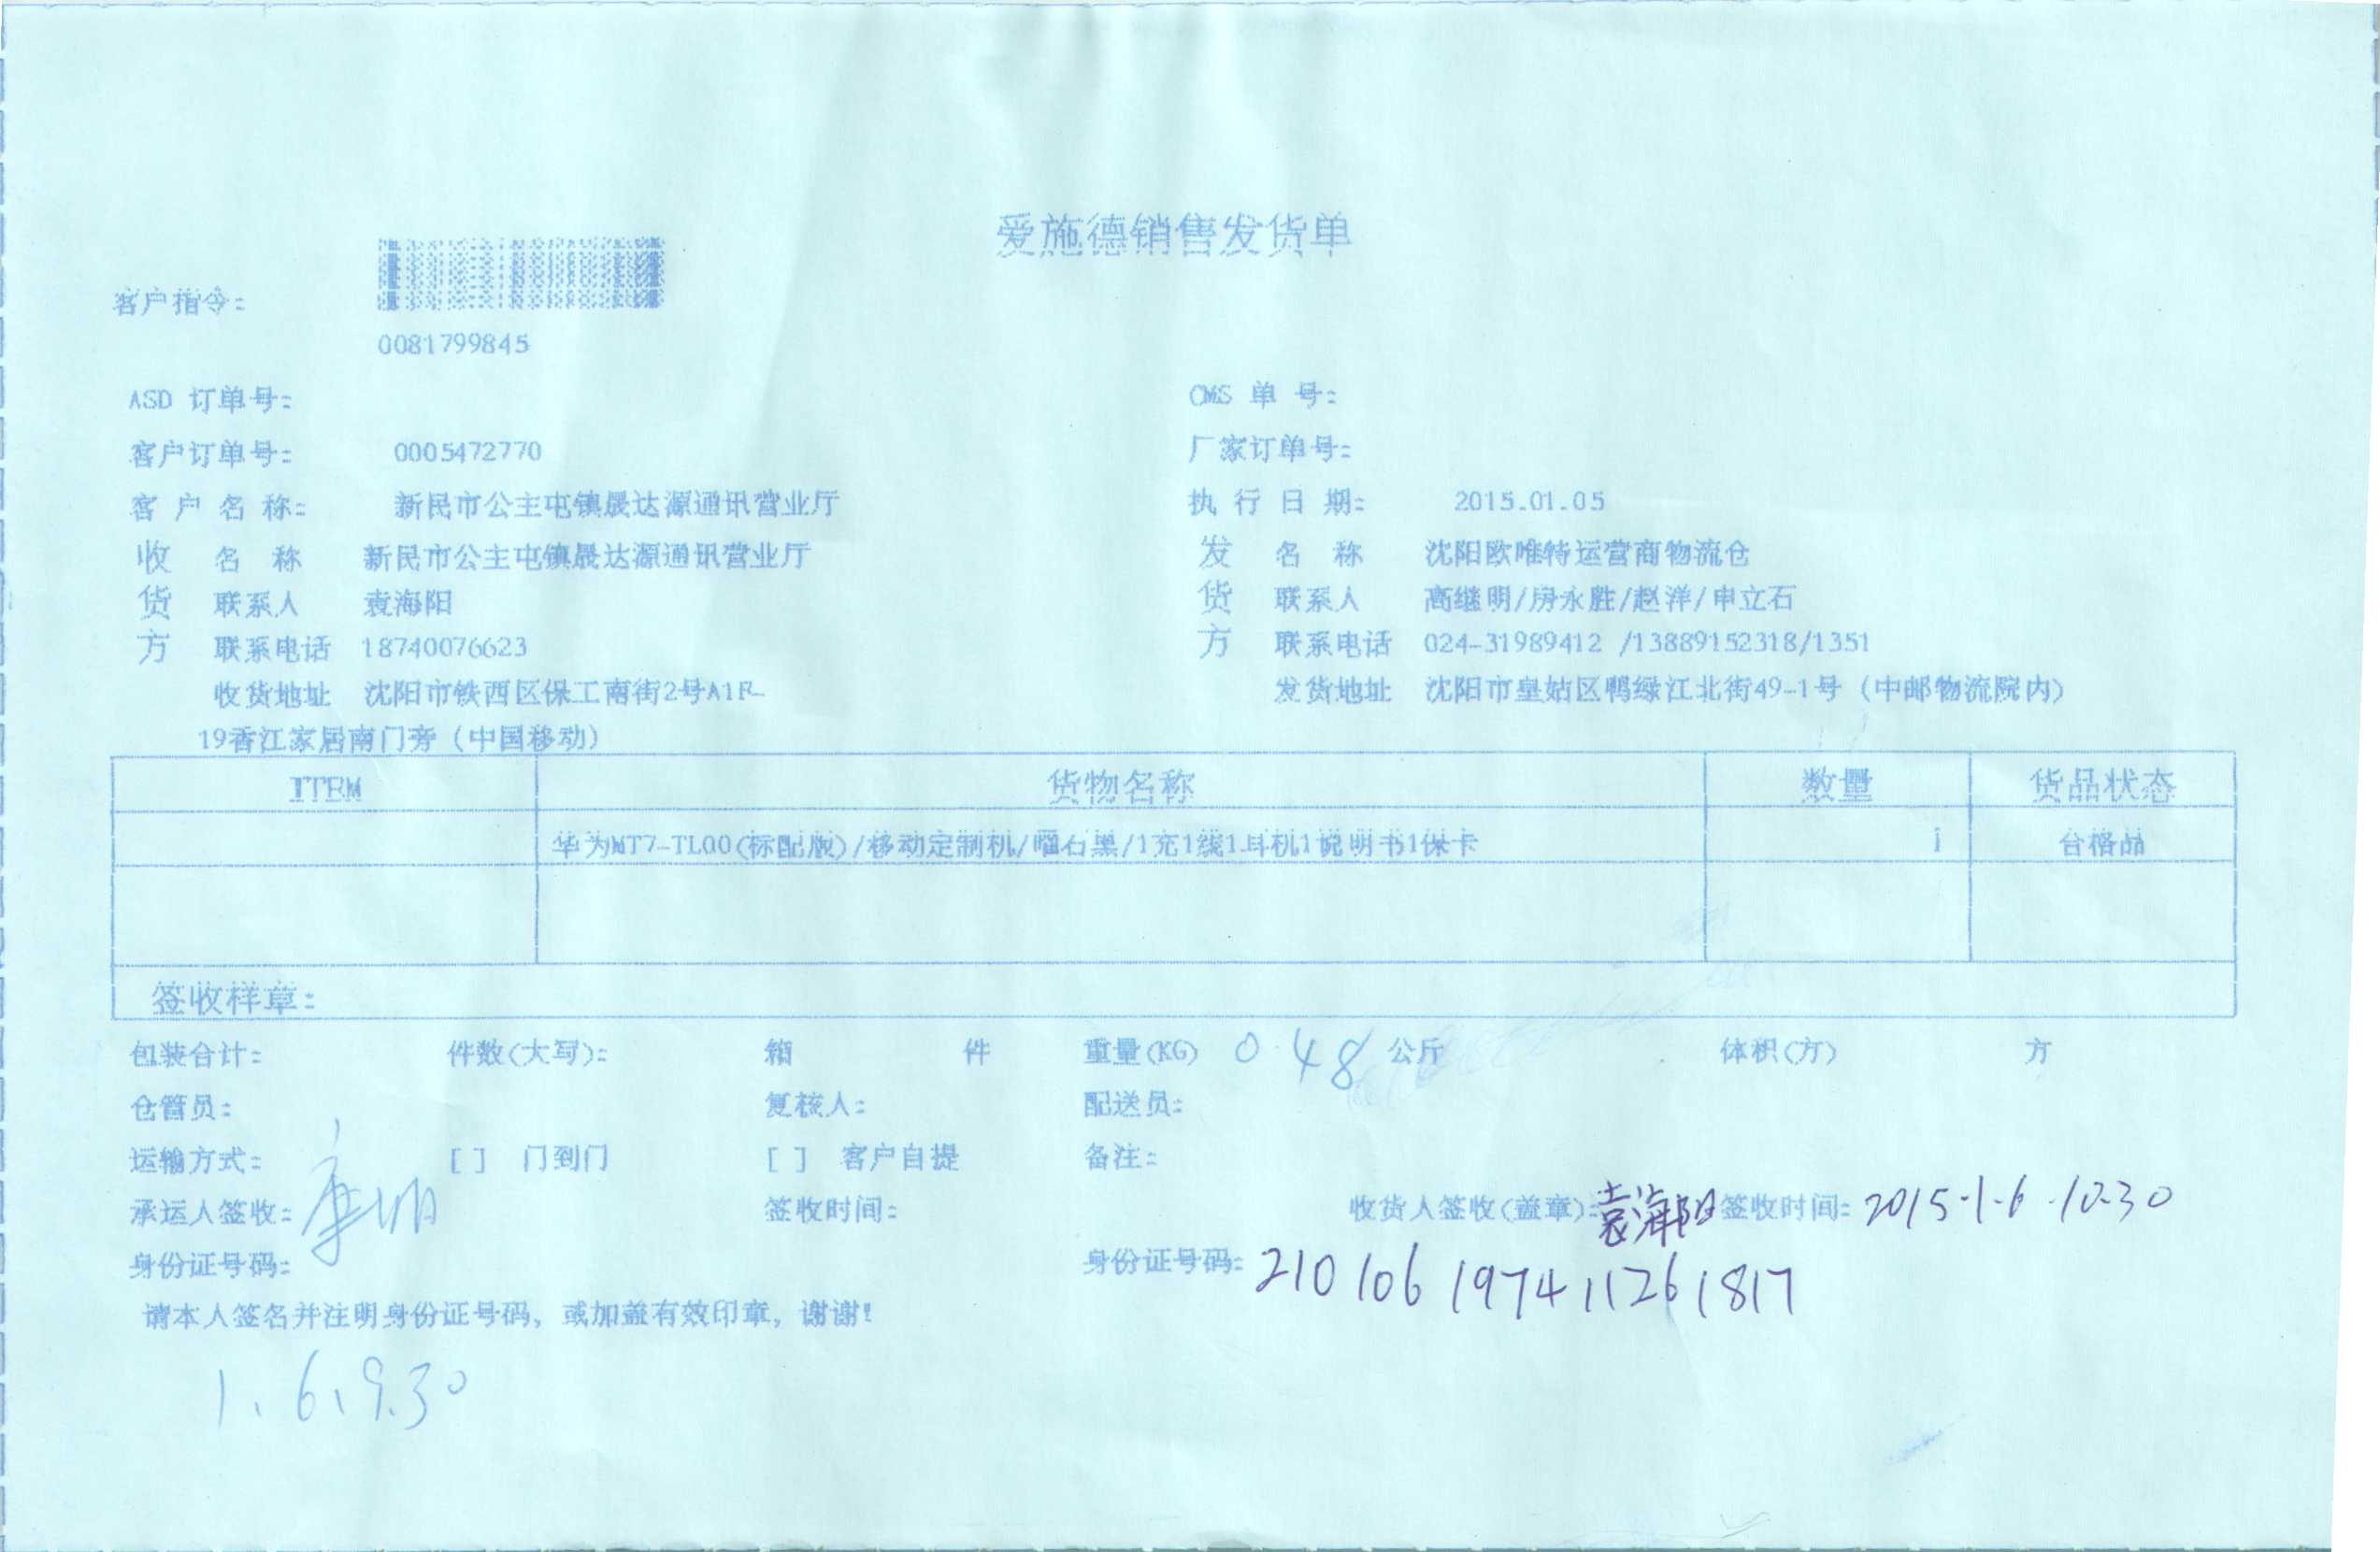 爱施德销售发货单
客户指令:
0081799845
ASD 订单号: OMS 单 号:
客户订单号: 0005472770 厂家订单号:
客 户 名 称: 新民市公主屯镇晟达源通讯营业厅 执 行 日 期: 2015.01.05
收 名 称 新民市公主屯镇晟达源通讯营业厅 发 名 称 沈阳欧唯特运营商物流仓
货 联系人 袁海阳 货 联系人 高继明/房永胜/赵洋/申立石
方 联系电话 18740076623 方 联系电话 024-31989412 /13889152318/1351
收货地址 沈阳市铁西区保工南街2号A1F- 发货地址 沈阳市皇姑区鸭绿江北街49-1号 (中邮物流院内)
19香江家居南门旁 (中国移动)
ITEM 货物名称 数量 货品状态
华为MT7-TL00(标配版)/移动定制机/曜石黑/1充1线1耳机1说明书1保卡 1 合格品
签收样章:
包装合计: 件数(大写): 箱 件 重量(KG) 0.48 公斤 体积(方) 方
仓管员: 复核人: 配送员:
运输方式: [ ] 门到门 [ ] 客户自提 备注:
承运人签收: 签收时间: 收货人签收(盖章): 袁海阳 签收时间: 2015-1-6-10-30
身份证号码: 身份证号码: 210106197411261817
请本人签名并注明身份证号码, 或加盖有效印章, 谢谢!
1、6、9.30